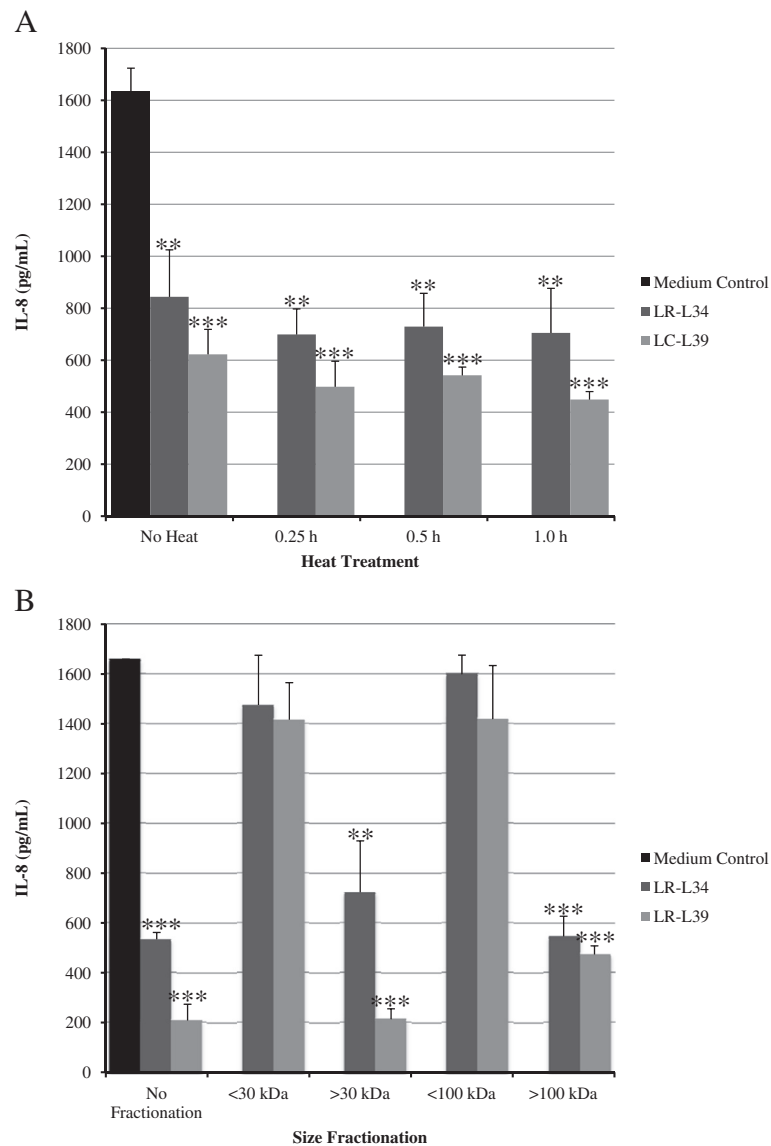 A
1800
1600
1400
1200
1000
800
600
400
200
0
IL-8 (pg/mL)
**
***
**
***
**
***
**
***
No Heat 0.25 h 0.5 h 1.0 h
Heat Treatment
Medium Control
LR-L34
LC-L39
B
1800
1600
1400
1200
1000
800
600
400
200
0
IL-8 (pg/mL)
***
***
**
***
***
***
No Fractionation <30 kDa >30 kDa <100 kDa >100 kDa
Size Fractionation
Medium Control
LR-L34
LR-L39